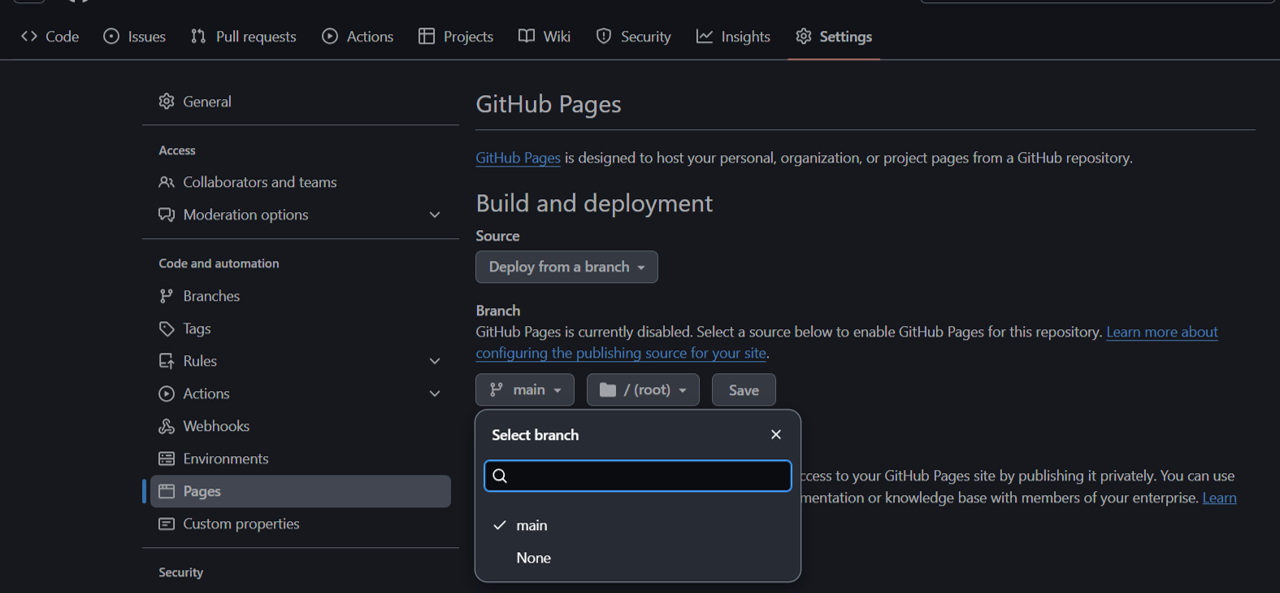 Code Issues Pull requests Actions Projects Wiki Security Insights Settings
General
Access
Collaborators and teams
Moderation options
Code and automation
Branches
Tags
Rules
Actions
Webhooks
Environments
Pages
Custom properties
Security
GitHub Pages
GitHub Pages is designed to host your personal, organization, or project pages from a GitHub repository.
Build and deployment
Source
Deploy from a branch
Branch
GitHub Pages is currently disabled. Select a source below to enable GitHub Pages for this repository. Learn more about
configuring the publishing source for your site.
main / (root) Save
Select branch
main
None
ccess to your GitHub Pages site by publishing it privately. You can use
mentation or knowledge base with members of your enterprise. Learn